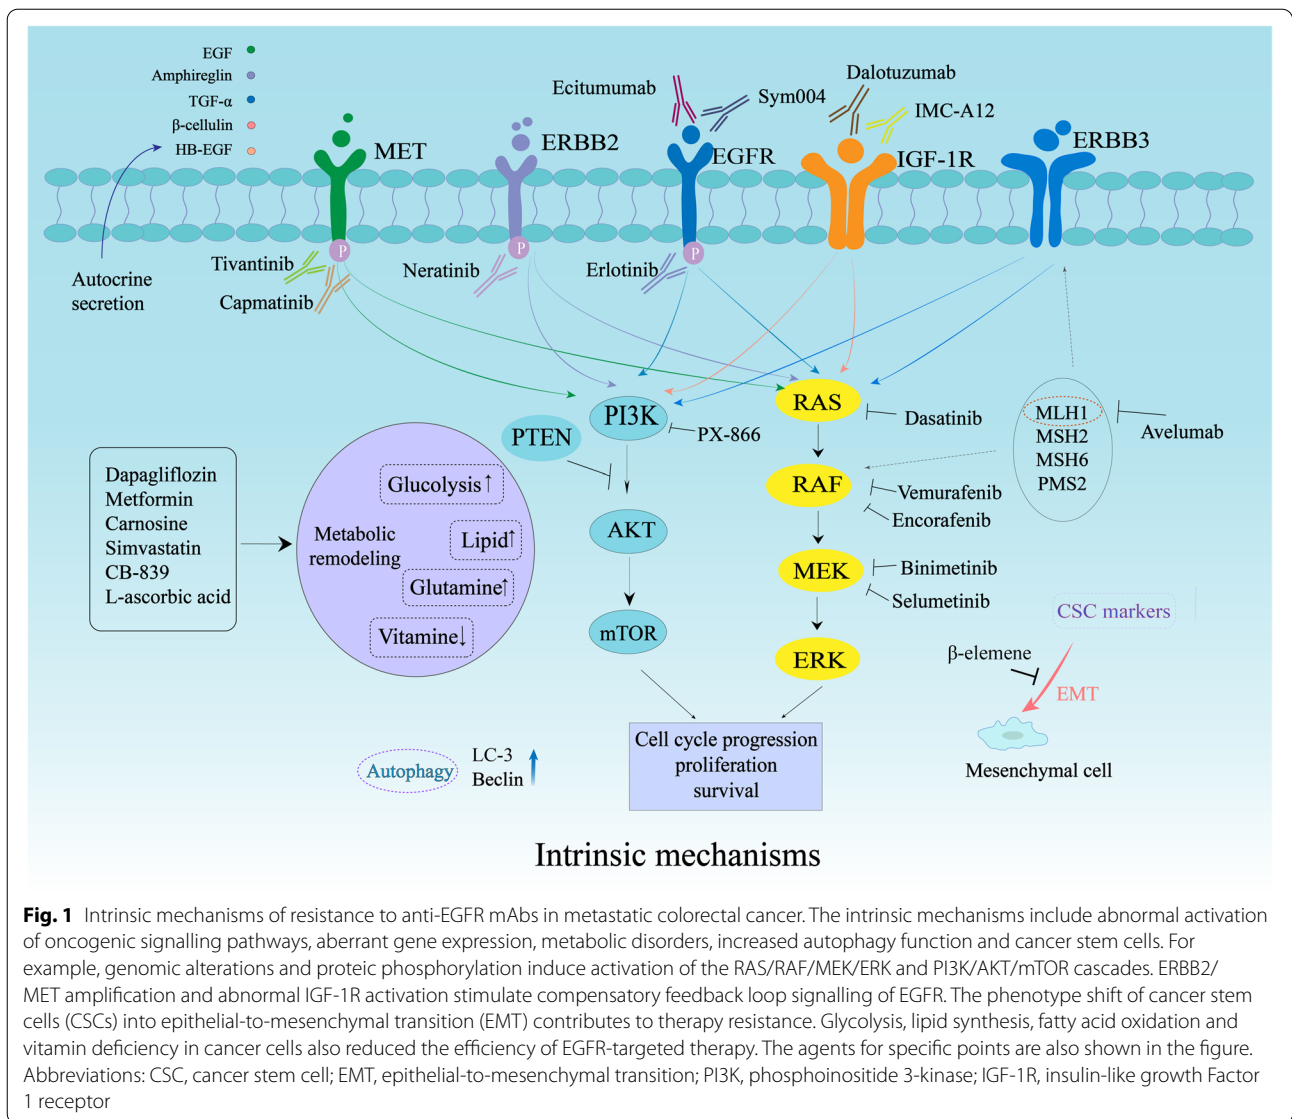 EGF
Amphireglin
TGF-α
β-cellulin
HB-EGF
Autocrine
secretion
MET
ERBB2
Ecitumumab
Sym004
EGFR
Dalotuzumab
IMC-A12
IGF-1R
ERBB3
P
P
P
Tivantinib
Capmatinib
Neratinib
Erlotinib
PTEN
PI3K
PX-866
AKT
mTOR
RAS
Dasatinib
RAF
Vemurafenib
Encorafenib
MEK
Binimetinib
Selumetinib
ERK
MLH1
MSH2
MSH6
PMS2
Avelumab
Dapagliflozin
Metformin
Carnosine
Simvastatin
CB-839
L-ascorbic acid
Metabolic
remodeling
Glucolysis↑
Lipid↑
Glutamine↑
Vitamine↓
CSC markers
β-elemene
EMT
Mesenchymal cell
Autophagy
LC-3
Beclin
Cell cycle progression
proliferation
survival
Intrinsic mechanisms
Fig. 1 Intrinsic mechanisms of resistance to anti-EGFR mAbs in metastatic colorectal cancer. The intrinsic mechanisms include abnormal activation
of oncogenic signalling pathways, aberrant gene expression, metabolic disorders, increased autophagy function and cancer stem cells. For
example, genomic alterations and proteic phosphorylation induce activation of the RAS/RAF/MEK/ERK and PI3K/AKT/mTOR cascades. ERBB2/
MET amplification and abnormal IGF-1R activation stimulate compensatory feedback loop signalling of EGFR. The phenotype shift of cancer stem
cells (CSCs) into epithelial-to-mesenchymal transition (EMT) contributes to therapy resistance. Glycolysis, lipid synthesis, fatty acid oxidation and
vitamin deficiency in cancer cells also reduced the efficiency of EGFR-targeted therapy. The agents for specific points are also shown in the figure.
Abbreviations: CSC, cancer stem cell; EMT, epithelial-to-mesenchymal transition; PI3K, phosphoinositide 3-kinase; IGF-1R, insulin-like growth Factor
1 receptor